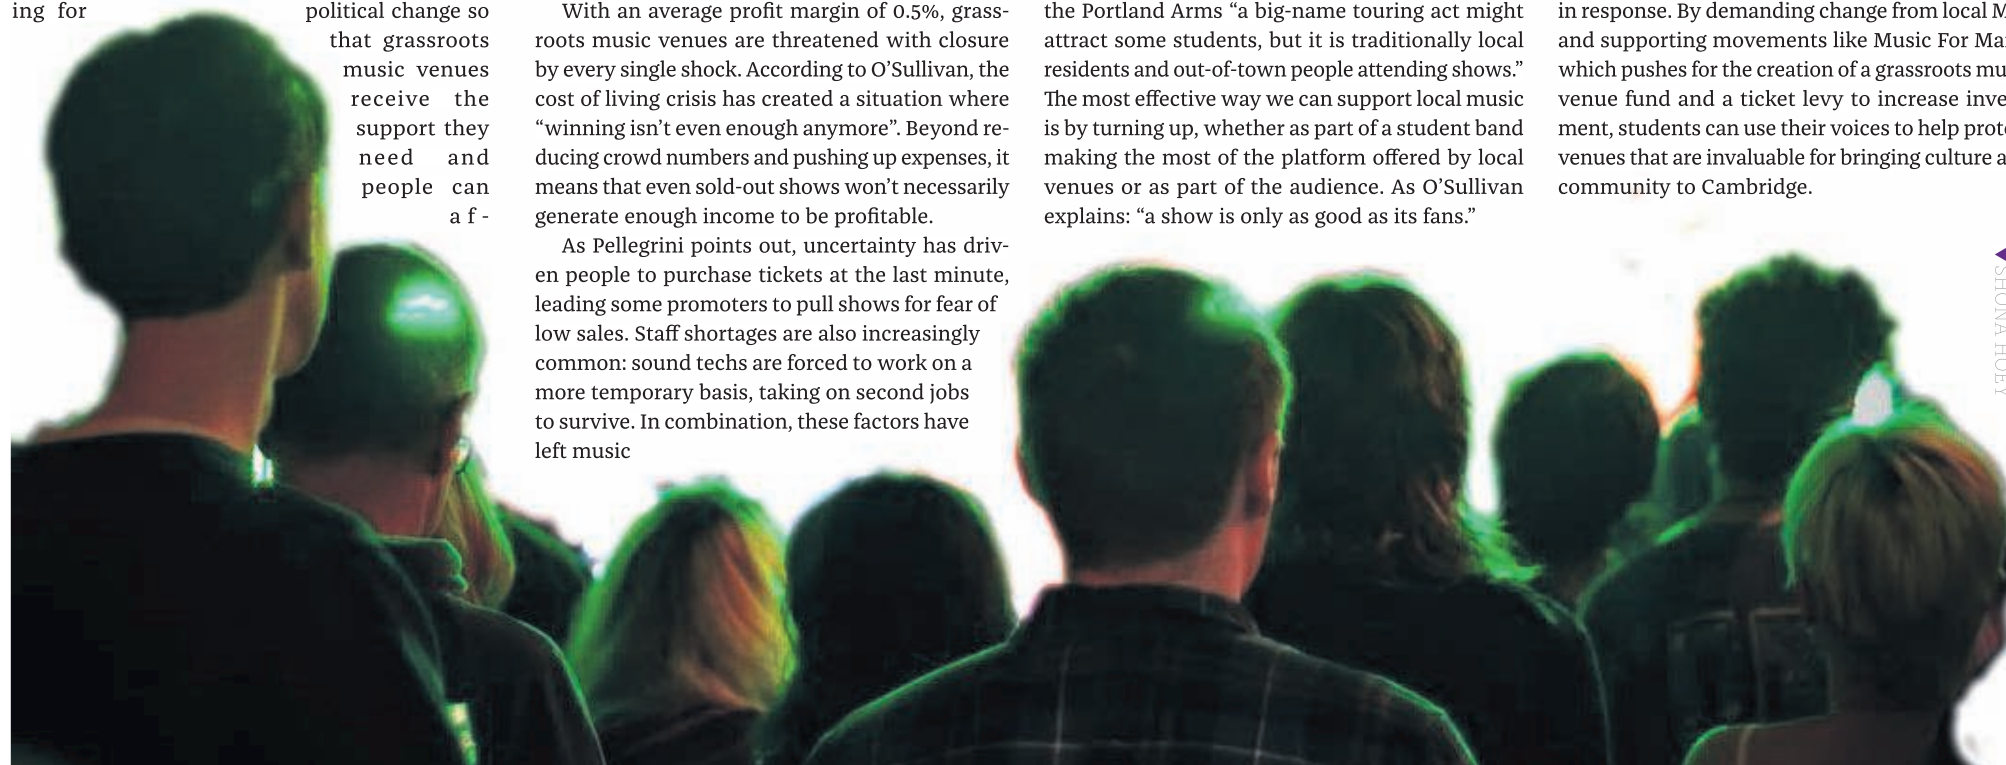 ing for political change so
that grassroots
music venues
receive the
support they
need and
people can
af-
With an average profit margin of 0.5%, grass-
roots music venues are threatened with closure
by every single shock. According to O’Sullivan, the
cost of living crisis has created a situation where
“winning isn’t even enough anymore”. Beyond re-
ducing crowd numbers and pushing up expenses, it
means that even sold-out shows won’t necessarily
generate enough income to be profitable.
As Pellegrini points out, uncertainty has driv-
en people to purchase tickets at the last minute,
leading some promoters to pull shows for fear of
low sales. Staff shortages are also increasingly
common: sound techs are forced to work on a
more temporary basis, taking on second jobs
to survive. In combination, these factors have
left music
the Portland Arms “a big-name touring act might
attract some students, but it is traditionally local
residents and out-of-town people attending shows.”
The most effective way we can support local music
is by turning up, whether as part of a student band
making the most of the platform offered by local
venues or as part of the audience. As O’Sullivan
explains: “a show is only as good as its fans.”
in response. By demanding change from local
and supporting movements like Music For
which pushes for the creation of a grassroots
venue fund and a ticket levy to increase
ment, students can use their voices to help
venues that are invaluable for bringing culture
community to Cambridge.
SHONA HUEY